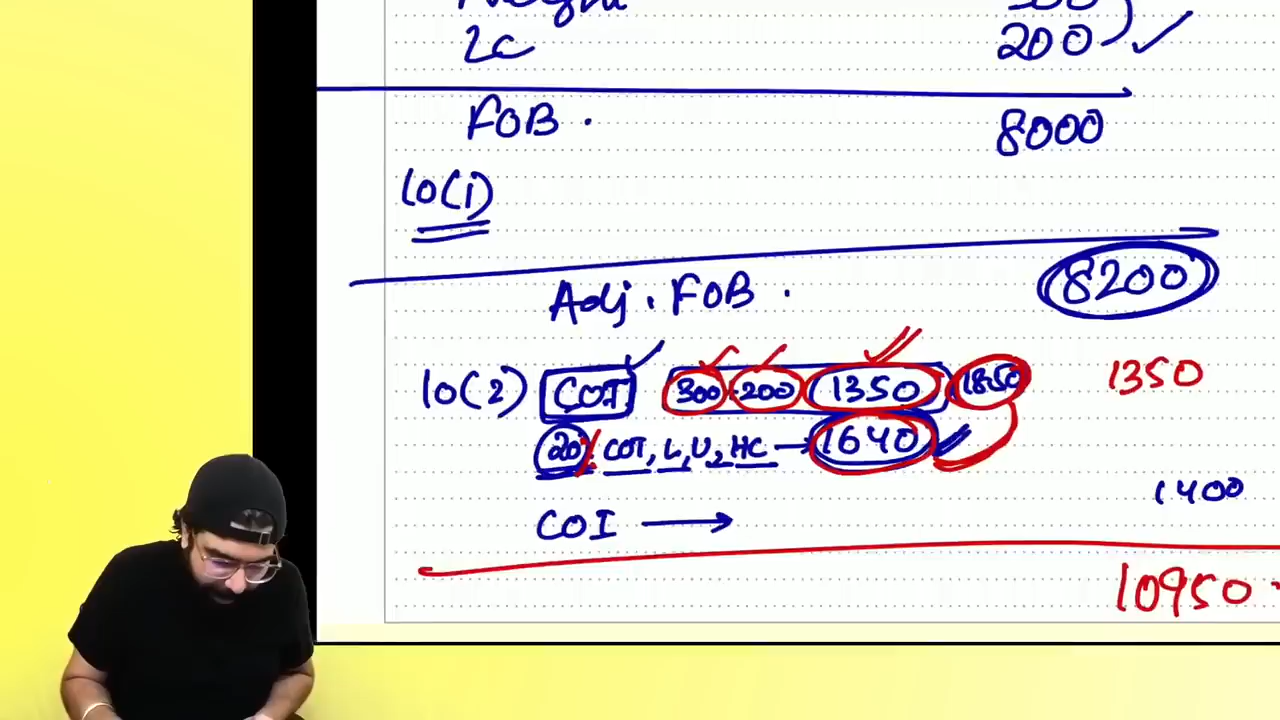 200 ✓
FOB . 8000
10(1)
8200
Adj. FOB .
10(2) COT 300 200 1350 1850 1350
20% COT, L, U, HC → 1640
1400
COI →
10950